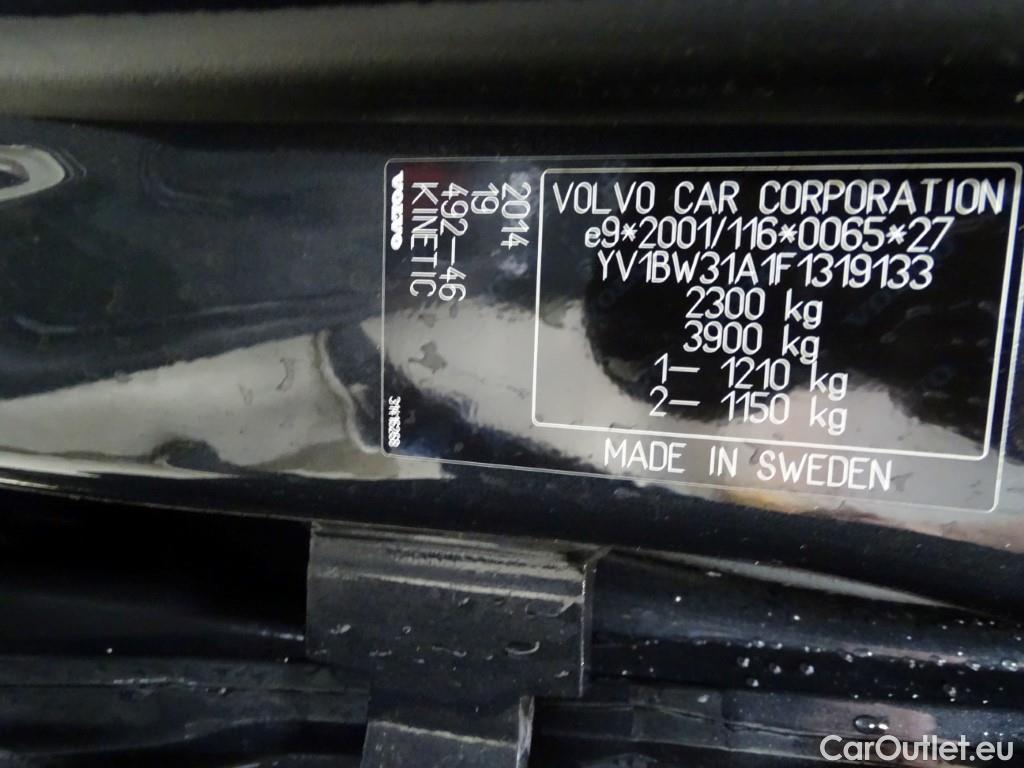 VOLVO CAR CORPORATION
e9*2001/116*0065*27
YV1BW31A1F1319133
2300 kg
3900 kg
1— 1210 kg
2— 1150 kg
MADE IN SWEDEN
2014
19
492—46
KINETIC
VOLVO
31416268
CarOutlet.eu